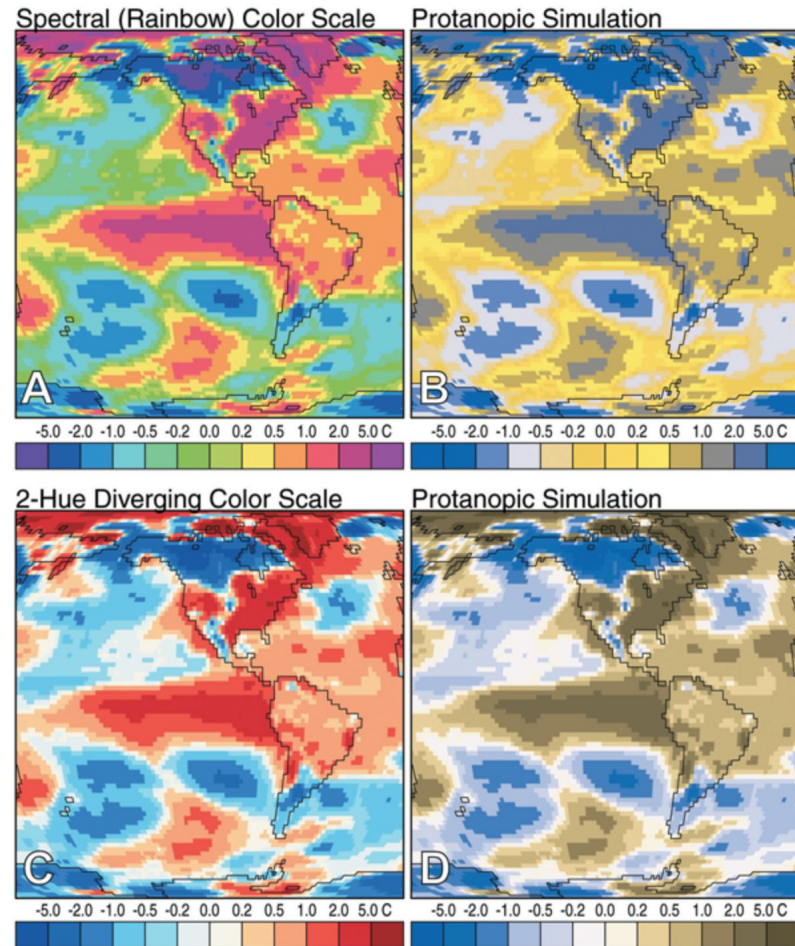 Spectral (Rainbow) Color Scale
Protanopic Simulation
A
B
-5.0 -2.0 -1.0 -0.5 -0.2 0.0 0.2 0.5 1.0 2.0 5.0 C
-5.0 -2.0 -1.0 -0.5 -0.2 0.0 0.2 0.5 1.0 2.0 5.0 C
2-Hue Diverging Color Scale
Protanopic Simulation
C
D
-5.0 -2.0 -1.0 -0.5 -0.2 0.0 0.2 0.5 1.0 2.0 5.0 C
-5.0 -2.0 -1.0 -0.5 -0.2 0.0 0.2 0.5 1.0 2.0 5.0 C